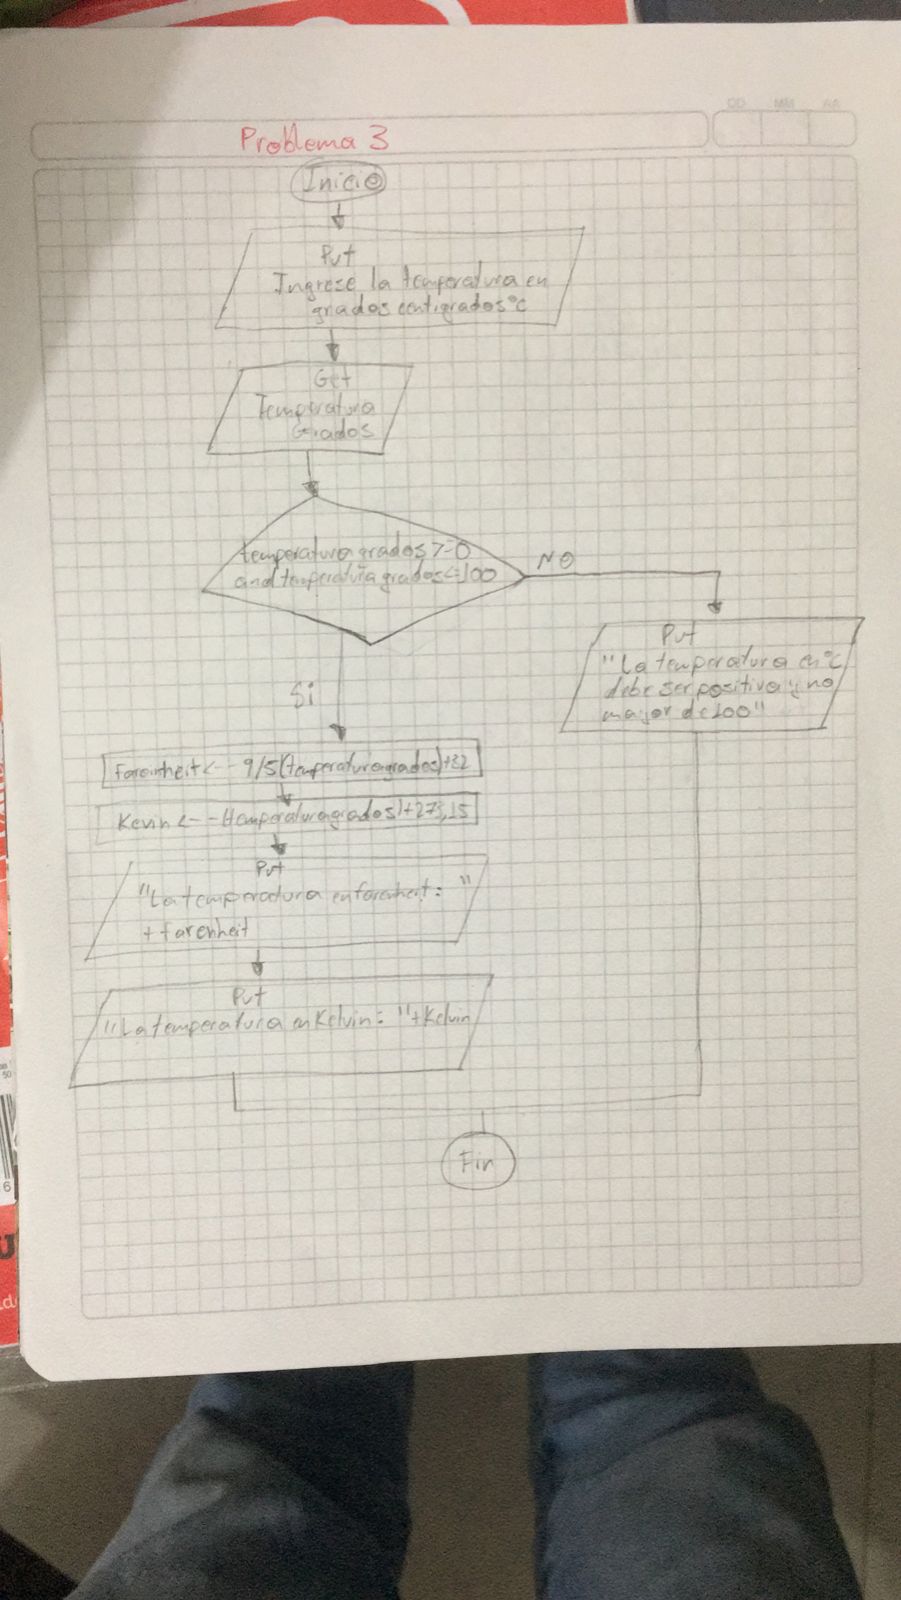 DD MM AA
Problema 3
Inicio
Put
Ingrese la temperatura en
grados centigrados °c
Get
Temperatura
Grados
temperatura grados >=0
and temperatura grados <=100
NO
Si
Put
"La temperatura en °C
debe ser positiva y no
mayor de 100"
Fareinheit <-- 9/5(temperaturagrados)+32
Kevin <--(temperaturagrados)+273,15
Put
"La temperatura en farenheit: "
+ farenheit
Put
"La temperatura en Kelvin: "+Kelvin
Fin